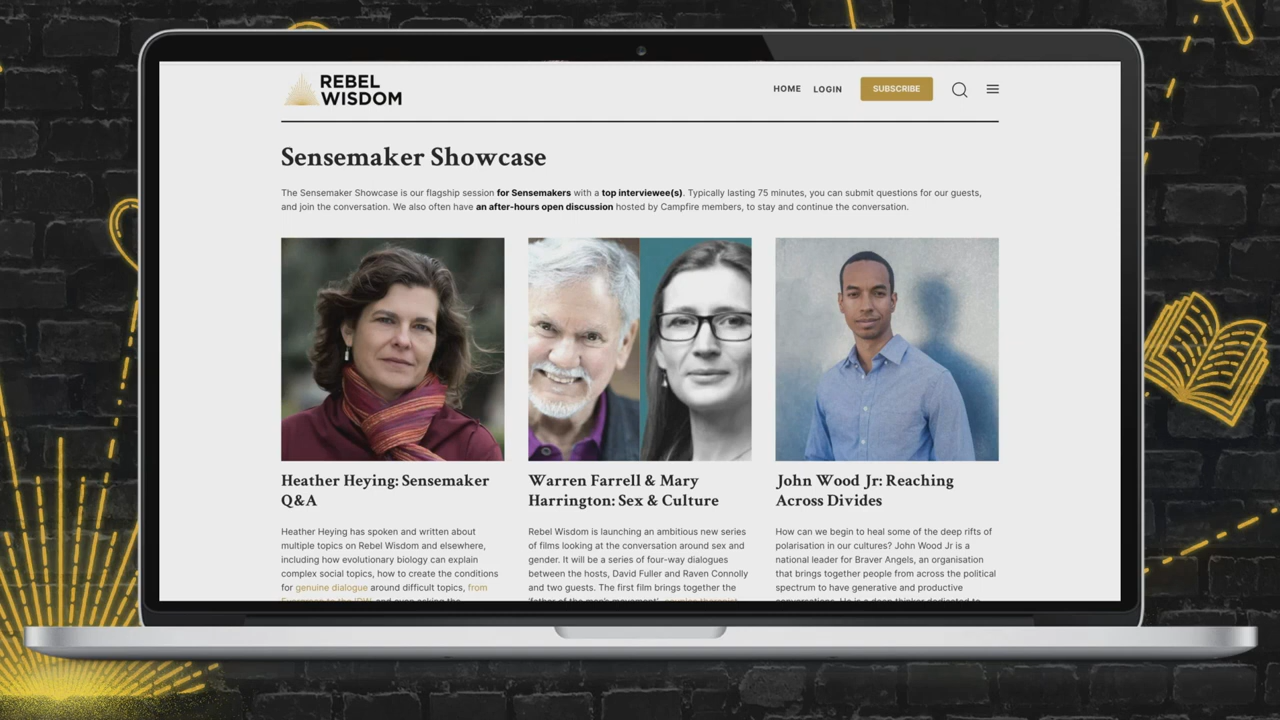 REBEL
WISDOM
HOME LOGIN SUBSCRIBE
Sensemaker Showcase
The Sensemaker Showcase is our flagship session for Sensemakers with a top interviewee(s). Typically lasting 75 minutes, you can submit questions for our guests,
and join the conversation. We also often have an after-hours open discussion hosted by Campfire members, to stay and continue the conversation.
Heather Heying: Sensemaker
Q&A
Heather Heying has spoken and written about
multiple topics on Rebel Wisdom and elsewhere,
including how evolutionary biology can explain
complex social topics, how to create the conditions
for genuine dialogue around difficult topics, from
Warren Farrell & Mary
Harrington: Sex & Culture
Rebel Wisdom is launching an ambitious new series
of films looking at the conversation around sex and
gender. It will be a series of four-way dialogues
between the hosts, David Fuller and Raven Connolly
and two guests. The first film brings together the
John Wood Jr: Reaching
Across Divides
How can we begin to heal some of the deep rifts of
polarisation in our cultures? John Wood Jr is a
national leader for Braver Angels, an organisation
that brings together people from across the political
spectrum to have generative and productive